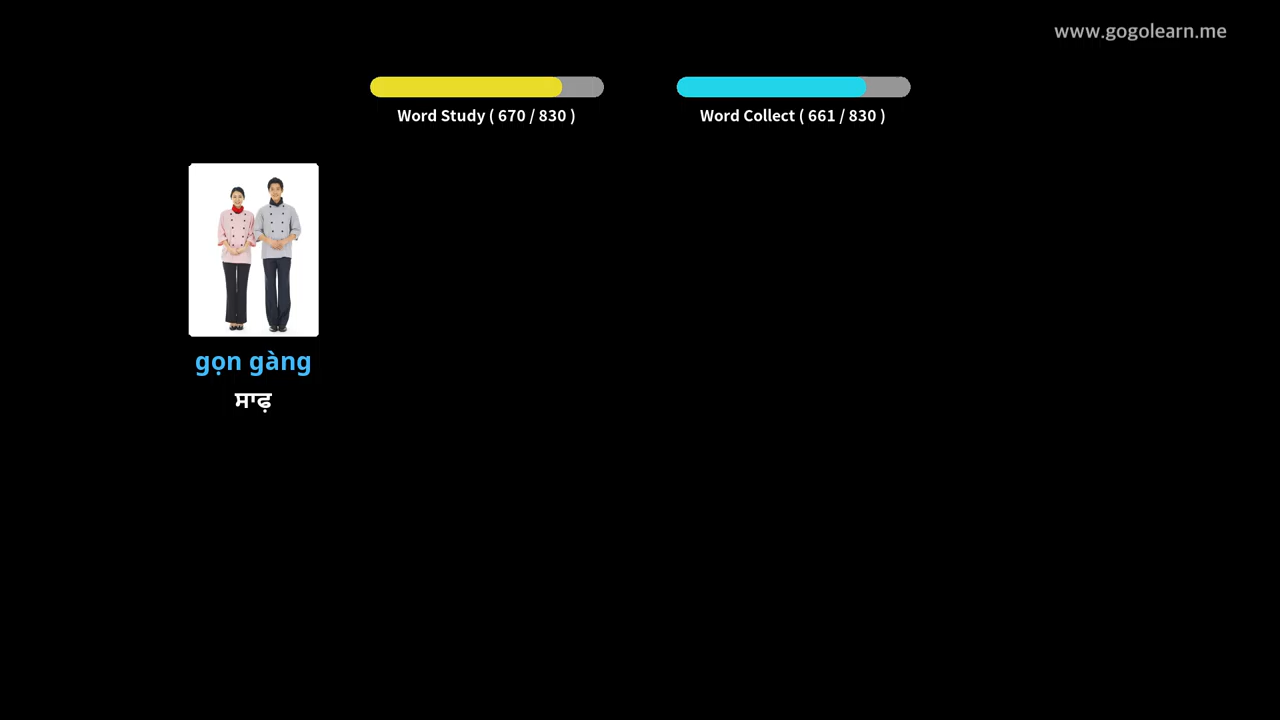 www.gogolearn.me
Word Study ( 670 / 830 )
Word Collect ( 661 / 830 )
gọn gàng
ਸਾਫ਼